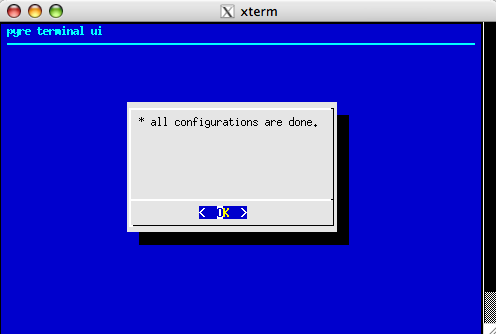 xterm
pyre terminal ui
* all configurations are done.
< OK >